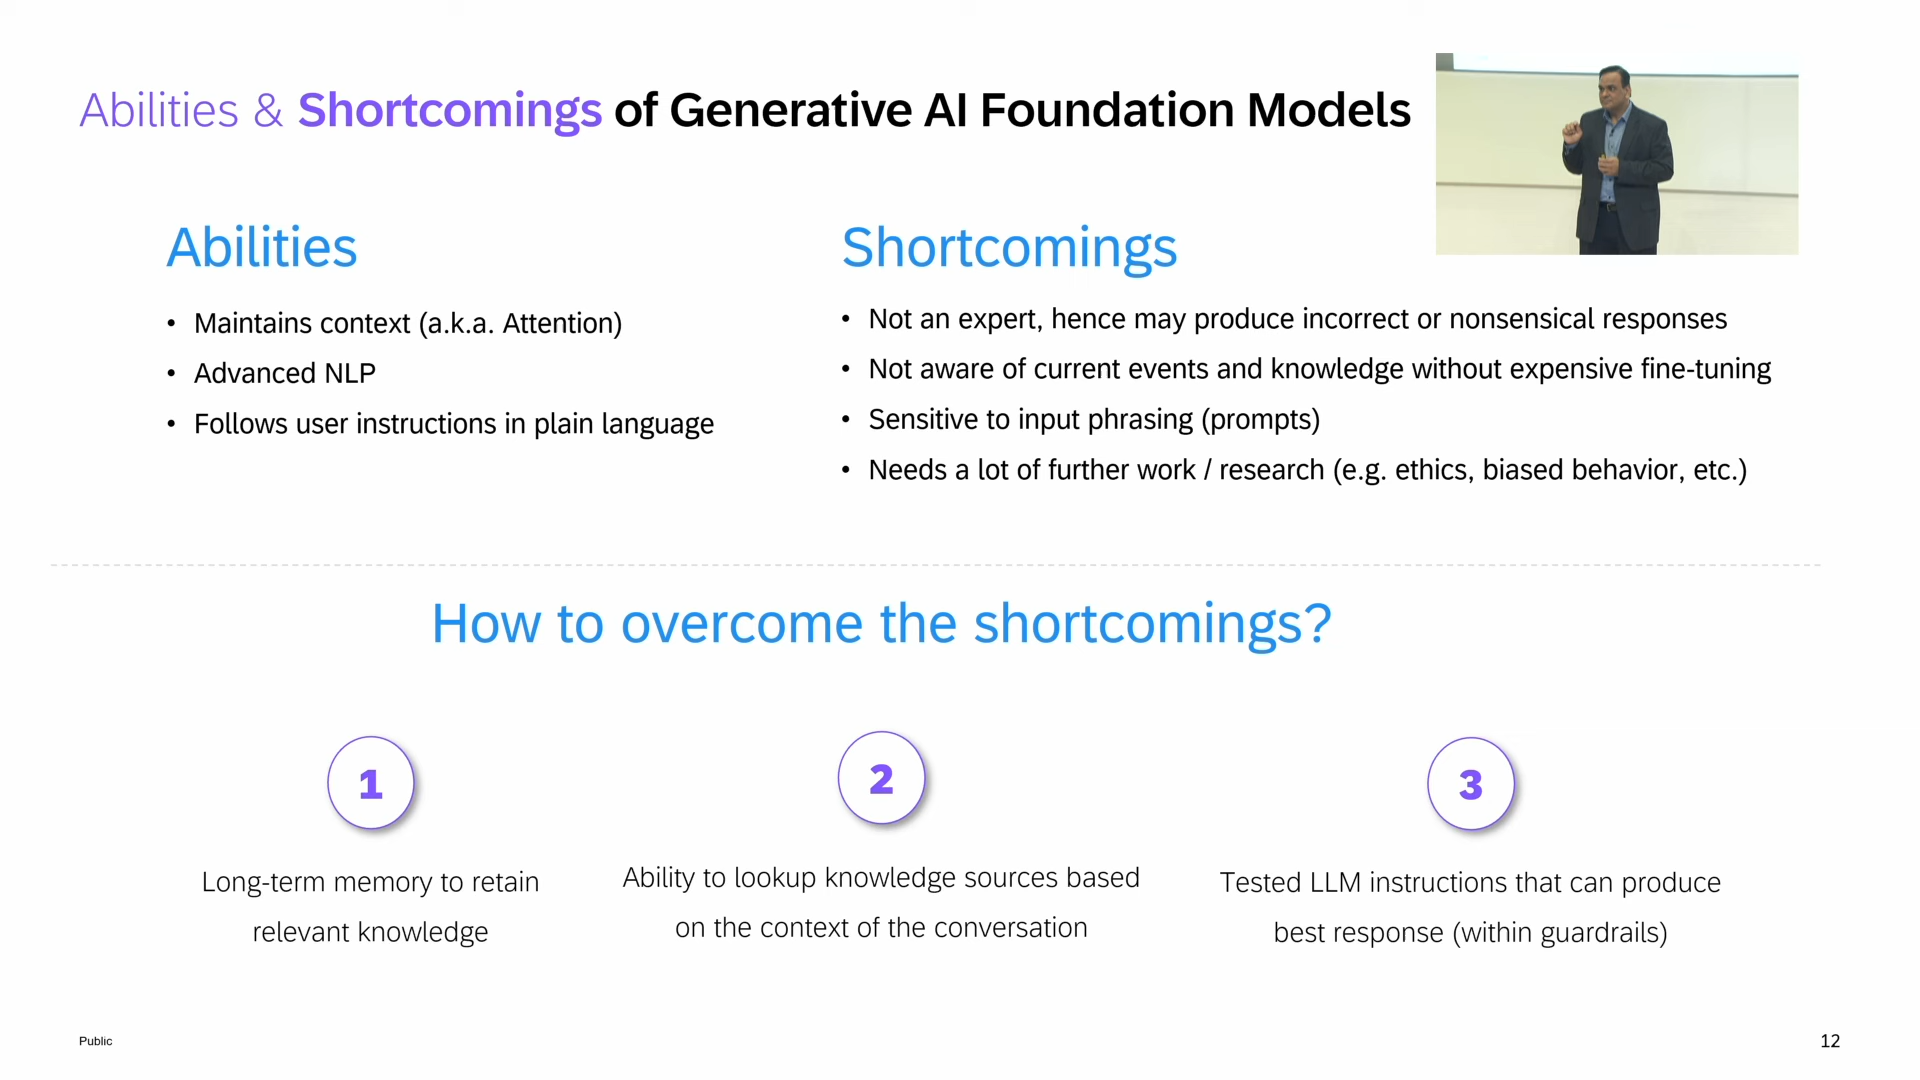 Abilities & Shortcomings of Generative AI Foundation Models
Abilities
• Maintains context (a.k.a. Attention)
• Advanced NLP
• Follows user instructions in plain language
Shortcomings
• Not an expert, hence may produce incorrect or nonsensical responses
• Not aware of current events and knowledge without expensive fine-tuning
• Sensitive to input phrasing (prompts)
• Needs a lot of further work / research (e.g. ethics, biased behavior, etc.)
How to overcome the shortcomings?
1
Long-term memory to retain
relevant knowledge
2
Ability to lookup knowledge sources based
on the context of the conversation
3
Tested LLM instructions that can produce
best response (within guardrails)
Public
12